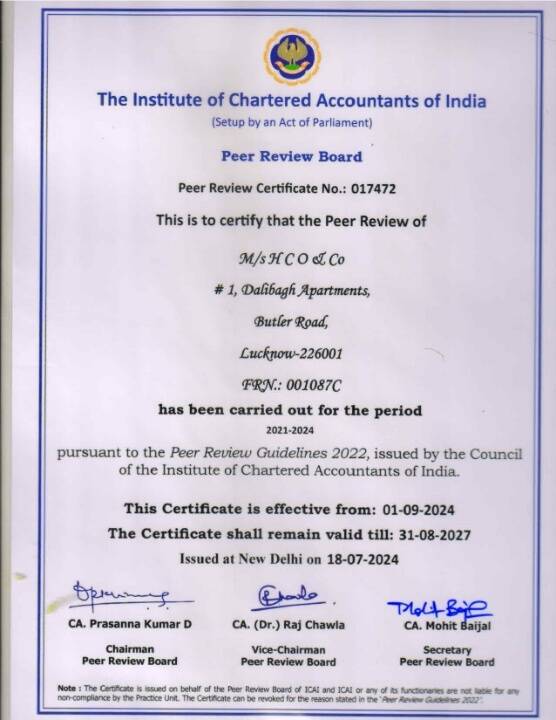 The Institute of Chartered Accountants of India
(Setup by an Act of Parliament)
Peer Review Board
Peer Review Certificate No.: 017472
This is to certify that the Peer Review of
M/s H C O & Co
# 1, Dalibagh Apartments,
Butler Road,
Lucknow-226001
FRN.: 001087C
has been carried out for the period
2021-2024
pursuant to the Peer Review Guidelines 2022, issued by the Council
of the Institute of Chartered Accountants of India.
This Certificate is effective from: 01-09-2024
The Certificate shall remain valid till: 31-08-2027
Issued at New Delhi on 18-07-2024
CA. Prasanna Kumar D CA. (Dr.) Raj Chawla CA. Mohit Baijal
Chairman Vice-Chairman Secretary
Peer Review Board Peer Review Board Peer Review Board
Note : The Certificate is issued on behalf of the Peer Review Board of ICAI and ICAI or any of its functionaries are not liable for any
non-compliance by the Practice Unit. The Certificate can be revoked for the reason stated in the 'Peer Review Guidelines 2022'.